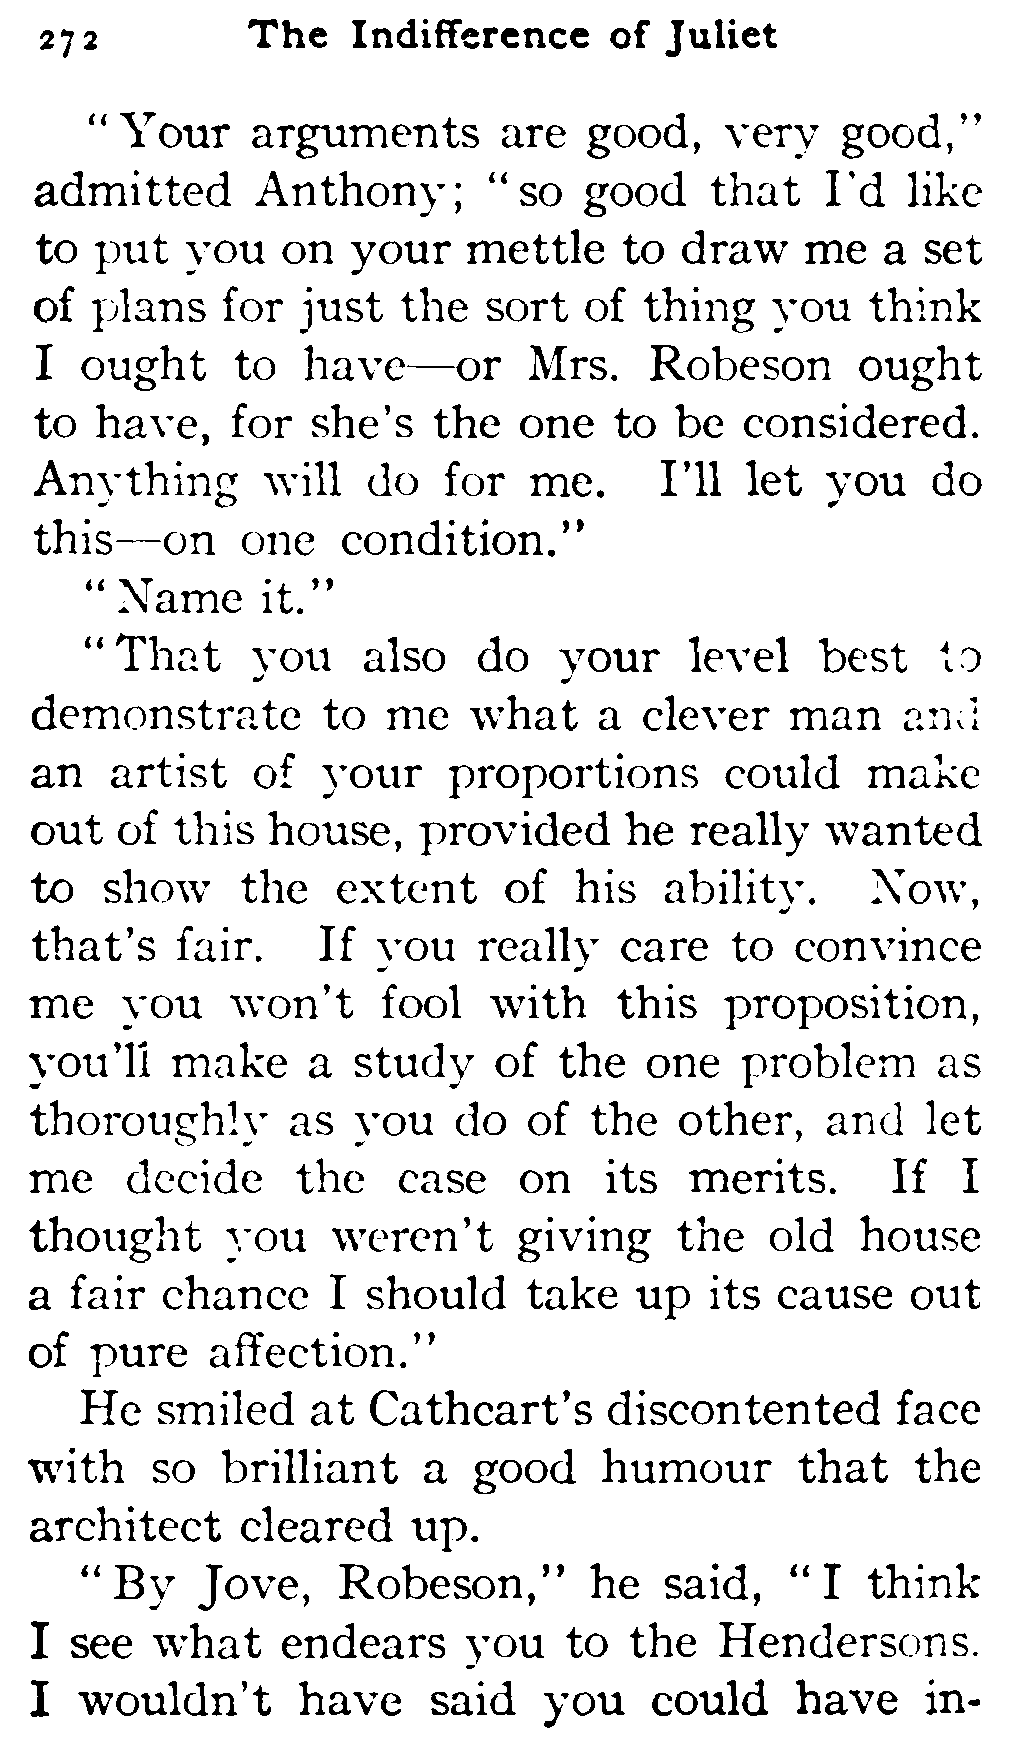 272 The Indifference of Juliet
"Your arguments are good, very good,"
admitted Anthony; "so good that I'd like
to put you on your mettle to draw me a set
of plans for just the sort of thing you think
I ought to have—or Mrs. Robeson ought
to have, for she's the one to be considered.
Anything will do for me. I'll let you do
this—on one condition."
"Name it."
"That you also do your level best to
demonstrate to me what a clever man and
an artist of your proportions could make
out of this house, provided he really wanted
to show the extent of his ability. Now,
that's fair. If you really care to convince
me you won't fool with this proposition,
you'll make a study of the one problem as
thoroughly as you do of the other, and let
me decide the case on its merits. If I
thought you weren't giving the old house
a fair chance I should take up its cause out
of pure affection."
He smiled at Cathcart's discontented face
with so brilliant a good humour that the
architect cleared up.
"By Jove, Robeson," he said, "I think
I see what endears you to the Hendersons.
I wouldn't have said you could have in-